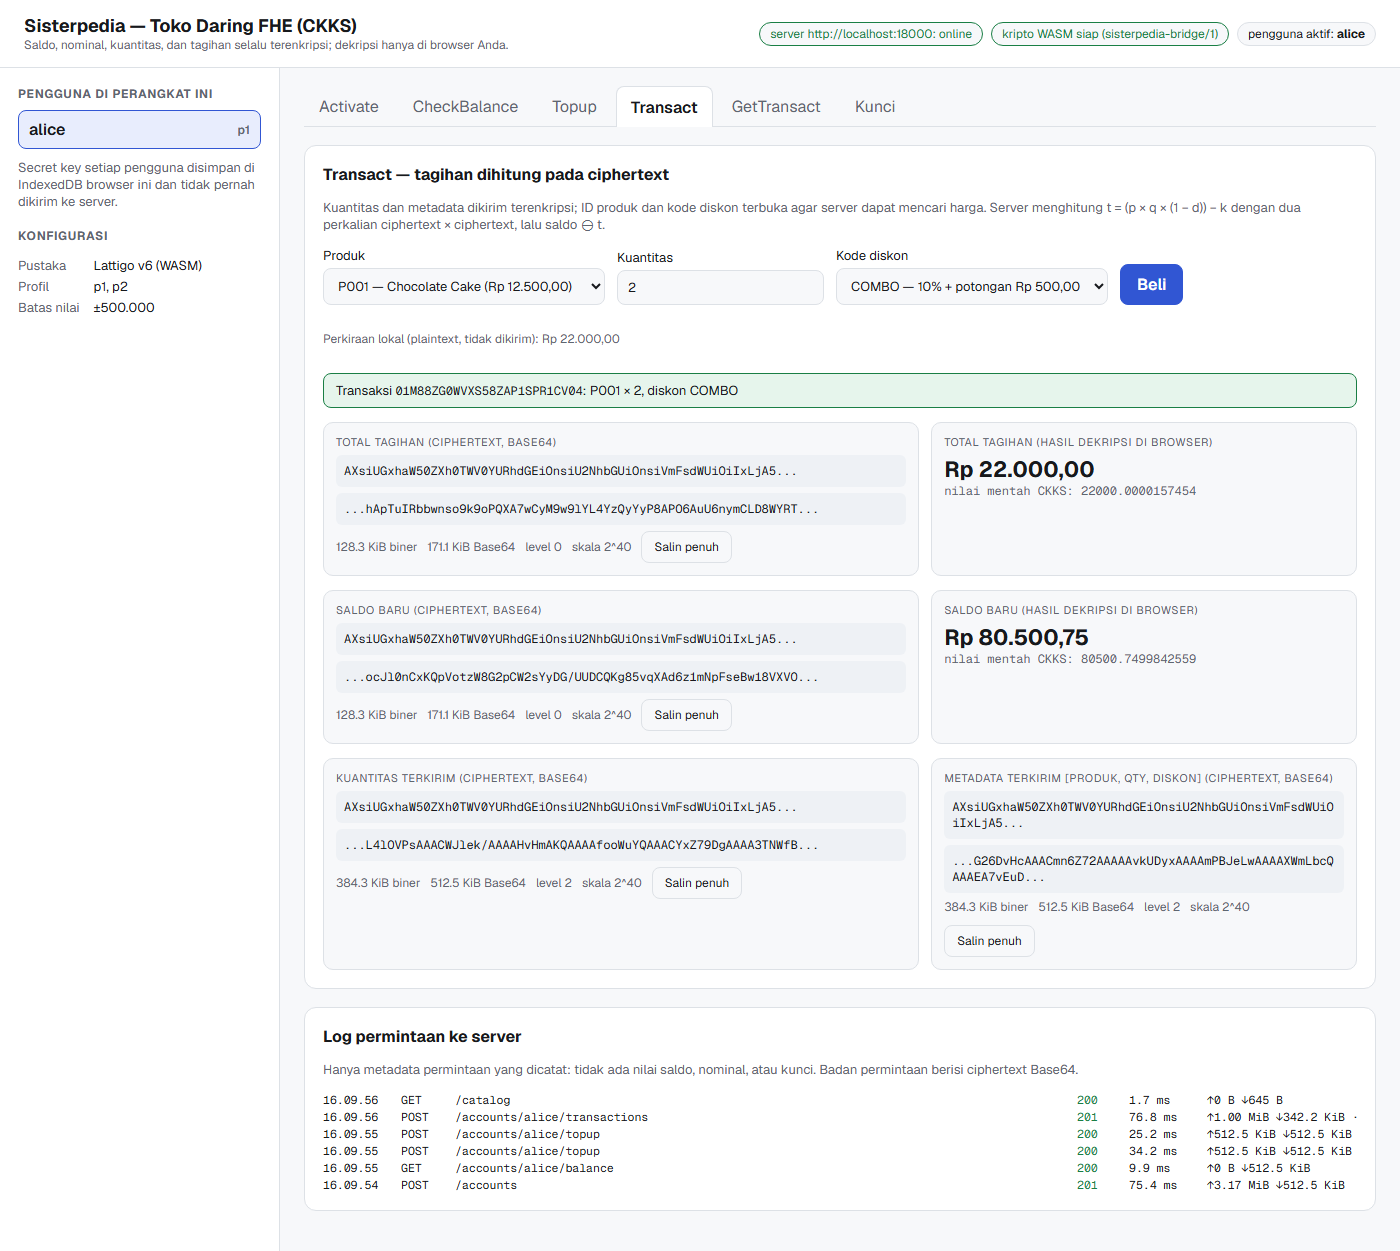 Sisterpedia — Toko Daring FHE (CKKS)
Saldo, nominal, kuantitas, dan tagihan selalu terenkripsi; dekripsi hanya di browser Anda.
server http://localhost:18000: online
kripto WASM siap (sisterpedia-bridge/1)
pengguna aktif: alice
PENGGUNA DI PERANGKAT INI
alice p1
Secret key setiap pengguna disimpan di
IndexedDB browser ini dan tidak pernah
dikirim ke server.
KONFIGURASI
Pustaka Lattigo v6 (WASM)
Profil p1, p2
Batas nilai ±500.000
Activate CheckBalance Topup Transact GetTransact Kunci
Transact — tagihan dihitung pada ciphertext
Kuantitas dan metadata dikirim terenkripsi; ID produk dan kode diskon terbuka agar server dapat mencari harga. Server menghitung t = (p × q × (1 − d)) − k dengan dua
perkalian ciphertext × ciphertext, lalu saldo ⊖ t.
Produk
P001 — Chocolate Cake (Rp 12.500,00)
Kuantitas
2
Kode diskon
COMBO — 10% + potongan Rp 500,00
Beli
Perkiraan lokal (plaintext, tidak dikirim): Rp 22.000,00
Transaksi 01M88ZG0WVXS58ZAP1SPR1CV04: P001 × 2, diskon COMBO
TOTAL TAGIHAN (CIPHERTEXT, BASE64)
AXsiUGxhaW50ZXh0TWV0YURhdGEiOnsiU2NhbGUiOnsiVmFsdWUiOiIxLjA5...
...hApTuIRbbwnso9k9oPQXA7wCyM9w9lYL4YzQyYyP8APO6AuU6nymCLD8WYRT...
128.3 KiB biner 171.1 KiB Base64 level 0 skala 2^40 Salin penuh
TOTAL TAGIHAN (HASIL DEKRIPSI DI BROWSER)
Rp 22.000,00
nilai mentah CKKS: 22000.0000157454
SALDO BARU (CIPHERTEXT, BASE64)
AXsiUGxhaW50ZXh0TWV0YURhdGEiOnsiU2NhbGUiOnsiVmFsdWUiOiIxLjA5...
...ocJl0nCxKQpVotzW8G2pCW2sYyDG/UUDCQKg85vqXAd6z1mNpFseBw18VXVO...
128.3 KiB biner 171.1 KiB Base64 level 0 skala 2^40 Salin penuh
SALDO BARU (HASIL DEKRIPSI DI BROWSER)
Rp 80.500,75
nilai mentah CKKS: 80500.7499842559
KUANTITAS TERKIRIM (CIPHERTEXT, BASE64)
AXsiUGxhaW50ZXh0TWV0YURhdGEiOnsiU2NhbGUiOnsiVmFsdWUiOiIxLjA5...
...L4lOVPsAAACWJlek/AAAAHvHmAKQAAAAfooWuYQAAACYxZ79DgAAAA3TNWfB...
384.3 KiB biner 512.5 KiB Base64 level 2 skala 2^40 Salin penuh
METADATA TERKIRIM [PRODUK, QTY, DISKON] (CIPHERTEXT, BASE64)
AXsiUGxhaW50ZXh0TWV0YURhdGEiOnsiU2NhbGUiOnsiVmFsdWUiO
iIxLjA5...
...G26DvHcAAACmn6Z72AAAAAvkUDyxAAAAmPBJeLwAAAAXWmLbcQ
AAAEA7vEuD...
384.3 KiB biner 512.5 KiB Base64 level 2 skala 2^40
Salin penuh
Log permintaan ke server
Hanya metadata permintaan yang dicatat: tidak ada nilai saldo, nominal, atau kunci. Badan permintaan berisi ciphertext Base64.
16.09.56 GET /catalog 200 1.7 ms ↑0 B ↓645 B
16.09.56 POST /accounts/alice/transactions 201 76.8 ms ↑1.00 MiB ↓342.2 KiB ·
16.09.55 POST /accounts/alice/topup 200 25.2 ms ↑512.5 KiB ↓512.5 KiB
16.09.55 POST /accounts/alice/topup 200 34.2 ms ↑512.5 KiB ↓512.5 KiB
16.09.55 GET /accounts/alice/balance 200 9.9 ms ↑0 B ↓512.5 KiB
16.09.54 POST /accounts 201 75.4 ms ↑3.17 MiB ↓512.5 KiB